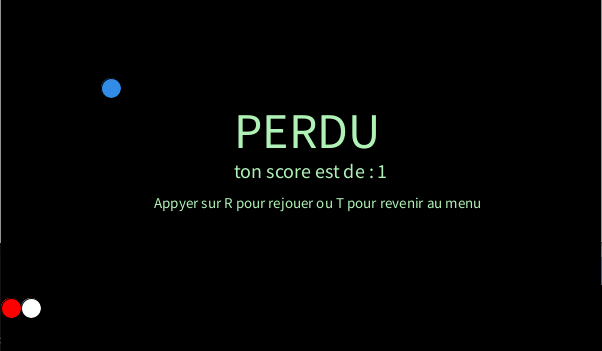 PERDU
ton score est de : 1
Appyer sur R pour rejouer ou T pour revenir au menu